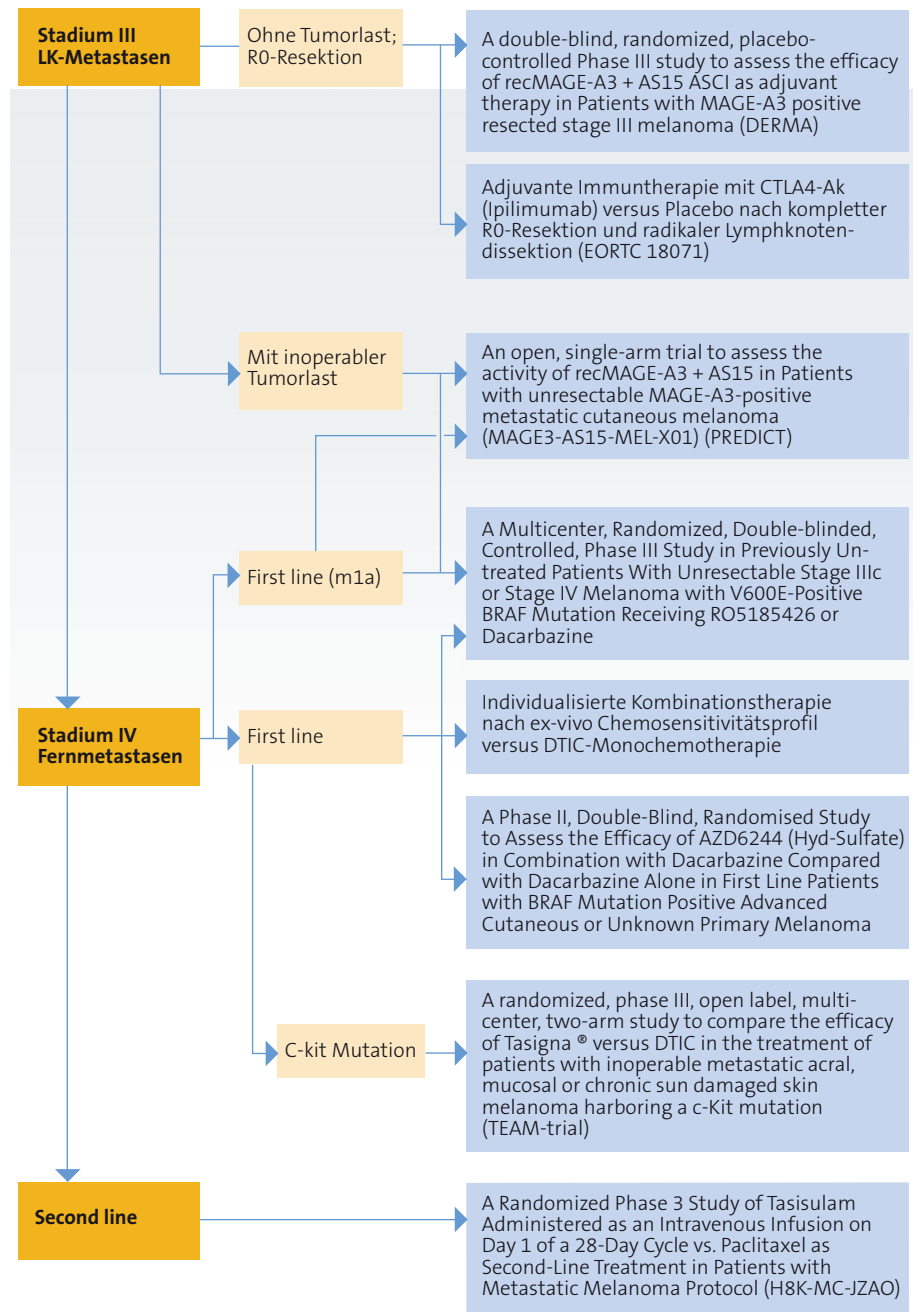 Stadium III
LK-Metastasen
Ohne Tumorlast;
R0-Resektion
A double-blind, randomized, placebo-
controlled Phase III study to assess the efficacy
of recMAGE-A3 + AS15 ASCI as adjuvant
therapy in Patients with MAGE-A3 positive
resected stage III melanoma (DERMA)
Adjuvante Immuntherapie mit CTLA4-Ak
(Ipilimumab) versus Placebo nach kompletter
R0-Resektion und radikaler Lymphknoten-
dissektion (EORTC 18071)
Mit inoperabler
Tumorlast
An open, single-arm trial to assess the
activity of recMAGE-A3 + AS15 in Patients
with unresectable MAGE-A3-positive
metastatic cutaneous melanoma
(MAGE3-AS15-MEL-X01) (PREDICT)
First line (m1a)
A Multicenter, Randomized, Double-blinded,
Controlled, Phase III Study in Previously Un-
treated Patients With Unresectable Stage IIIc
or Stage IV Melanoma with V600E-Positive
BRAF Mutation Receiving RO5185426 or
Dacarbazine
Stadium IV
Fernmetastasen
First line
Individualisierte Kombinationstherapie
nach ex-vivo Chemosensitivitätsprofil
versus DTIC-Monochemotherapie
A Phase II, Double-Blind, Randomised Study
to Assess the Efficacy of AZD6244 (Hyd-Sulfate)
in Combination with Dacarbazine Compared
with Dacarbazine Alone in First Line Patients
with BRAF Mutation Positive Advanced
Cutaneous or Unknown Primary Melanoma
C-kit Mutation
A randomized, phase III, open label, multi-
center, two-arm study to compare the efficacy
of Tasigna ® versus DTIC in the treatment of
patients with inoperable metastatic acral,
mucosal or chronic sun damaged skin
melanoma harboring a c-Kit mutation
(TEAM-trial)
Second line
A Randomized Phase 3 Study of Tasisulam
Administered as an Intravenous Infusion on
Day 1 of a 28-Day Cycle vs. Paclitaxel as
Second-Line Treatment in Patients with
Metastatic Melanoma Protocol (H8K-MC-JZAO)